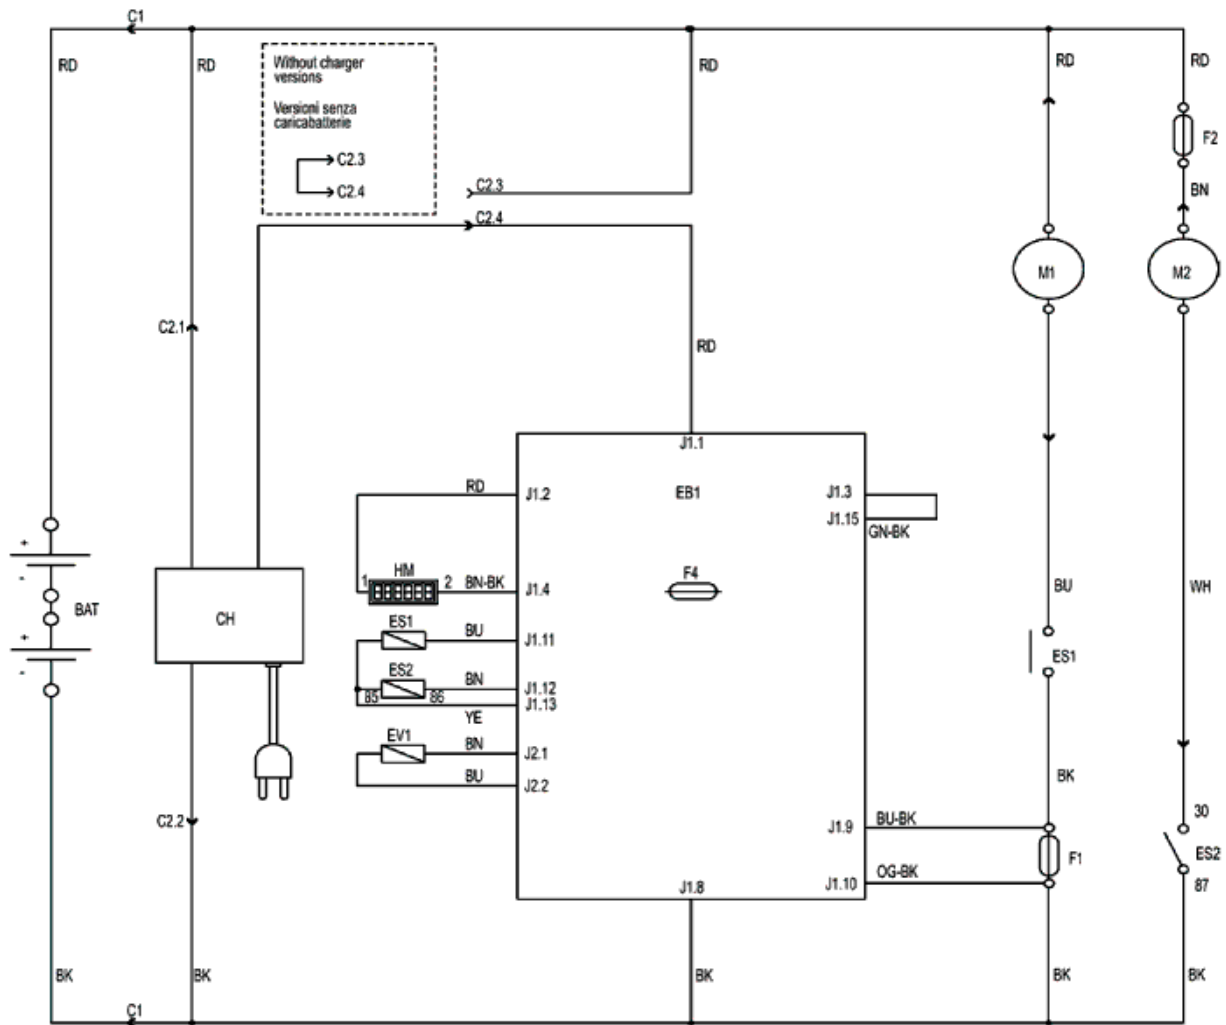 C1
RD
RD
RD
RD
RD
Without charger
versions
Versioni senza
caricabatterie
C2.3
C2.4
C2.3
C2.4
F2
BN
M1
M2
C2.1
RD
J1.1
RD
J1.2
EB1
J1.3
J1.15
GN-BK
+
-
BAT
+
-
CH
HM
1
2
BN-BK
J1.4
F4
ES1
BU
J1.11
ES2
BN
J1.12
85
86
J1.13
YE
EV1
BN
J2.1
BU
J2.2
BU
WH
ES1
BK
C2.2
J1.9
BU-BK
30
F1
ES2
J1.8
J1.10
OG-BK
87
BK
BK
BK
BK
BK
C1